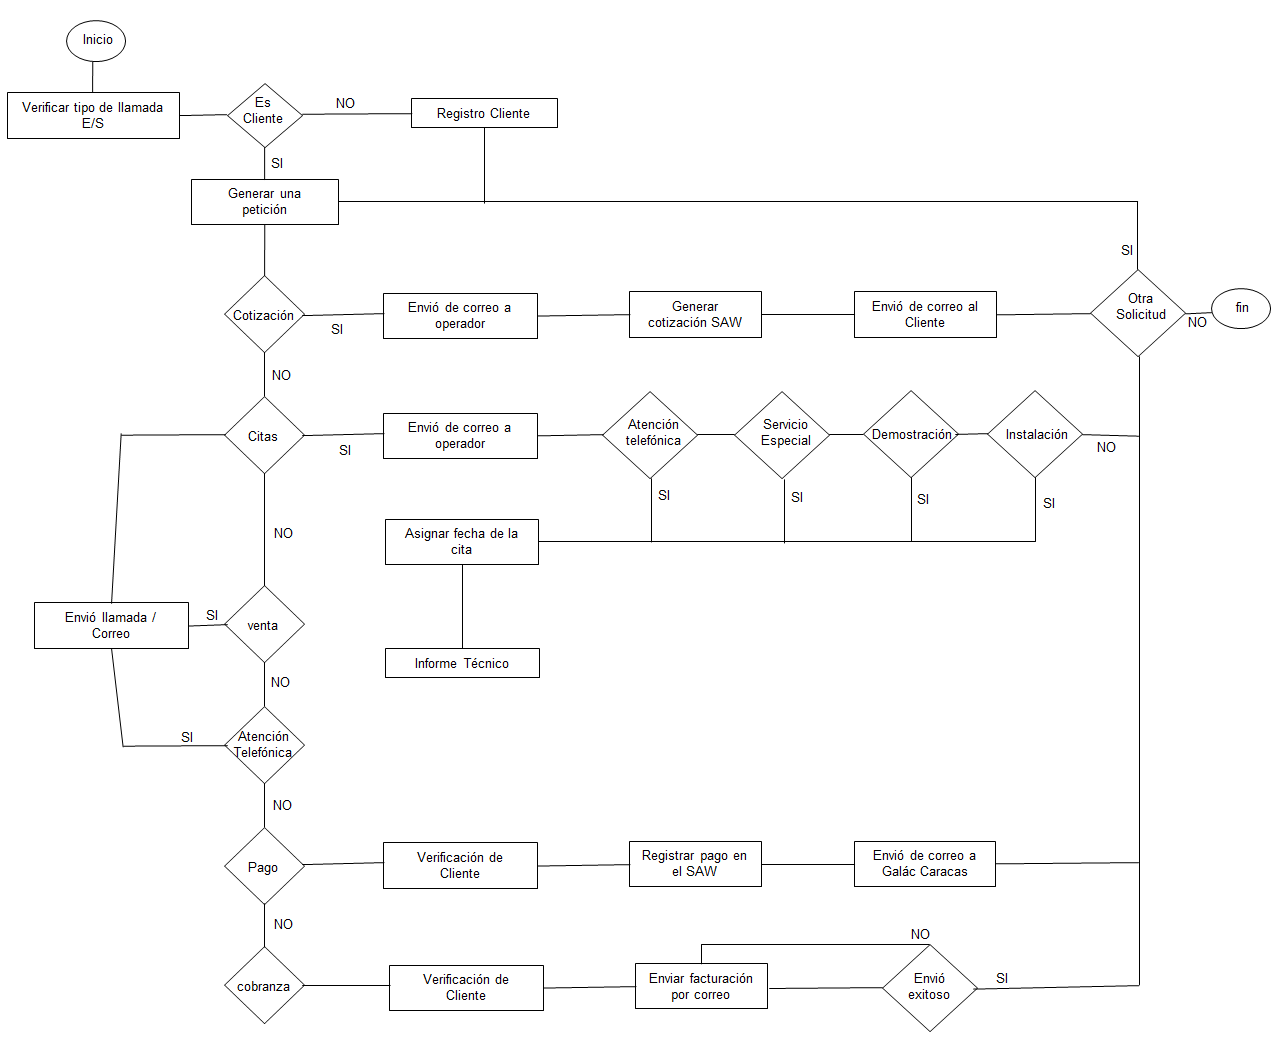 Inicio
Verificar tipo de llamada
E/S
Es
Cliente
NO
Registro Cliente
SI
Generar una
petición
SI
Cotización
SI
Envió de correo a
operador
Generar
cotización SAW
Envió de correo al
Cliente
Otra
Solicitud
NO
fin
NO
Citas
SI
Envió de correo a
operador
Atención
telefónica
Servicio
Especial
Demostración
Instalación
NO
SI
SI
SI
SI
NO
Asignar fecha de la
cita
Envió llamada /
Correo
SI
venta
Informe Técnico
NO
SI
Atención
Telefónica
NO
Pago
Verificación de
Cliente
Registrar pago en
el SAW
Envió de correo a
Galác Caracas
NO
NO
cobranza
Verificación de
Cliente
Enviar facturación
por correo
Envió
exitoso
SI